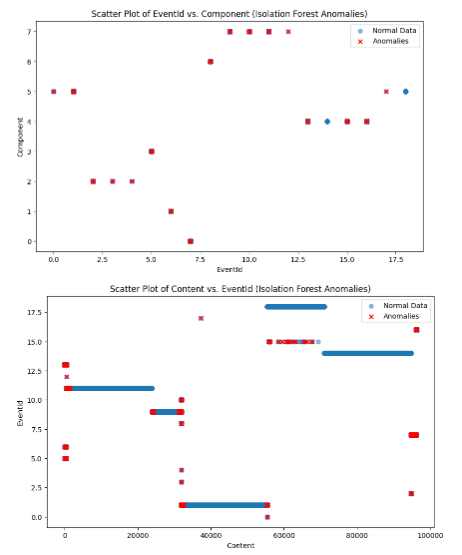 Scatter Plot of EventId vs. Component (Isolation Forest Anomalies)
Normal Data
Anomalies
7
6
5
4
3
2
1
0
Component
0.0 2.5 5.0 7.5 10.0 12.5 15.0 17.5
EventId
Scatter Plot of Content vs. EventId (Isolation Forest Anomalies)
Normal Data
Anomalies
17.5
15.0
12.5
10.0
7.5
5.0
2.5
0.0
EventId
0 20000 40000 60000 80000 100000
Content